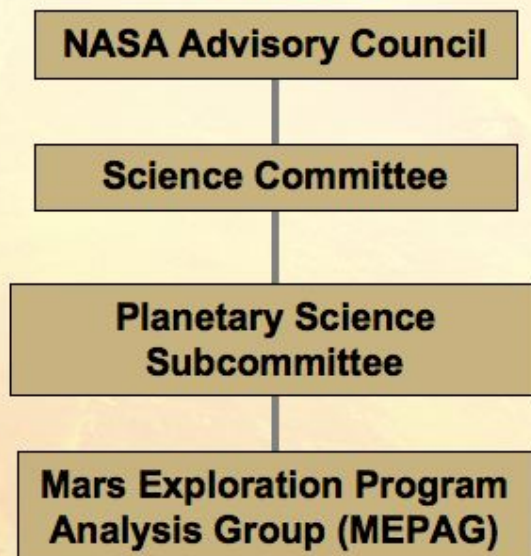 NASA Advisory Council
Science Committee
Planetary Science
Subcommittee
Mars Exploration Program
Analysis Group (MEPAG)